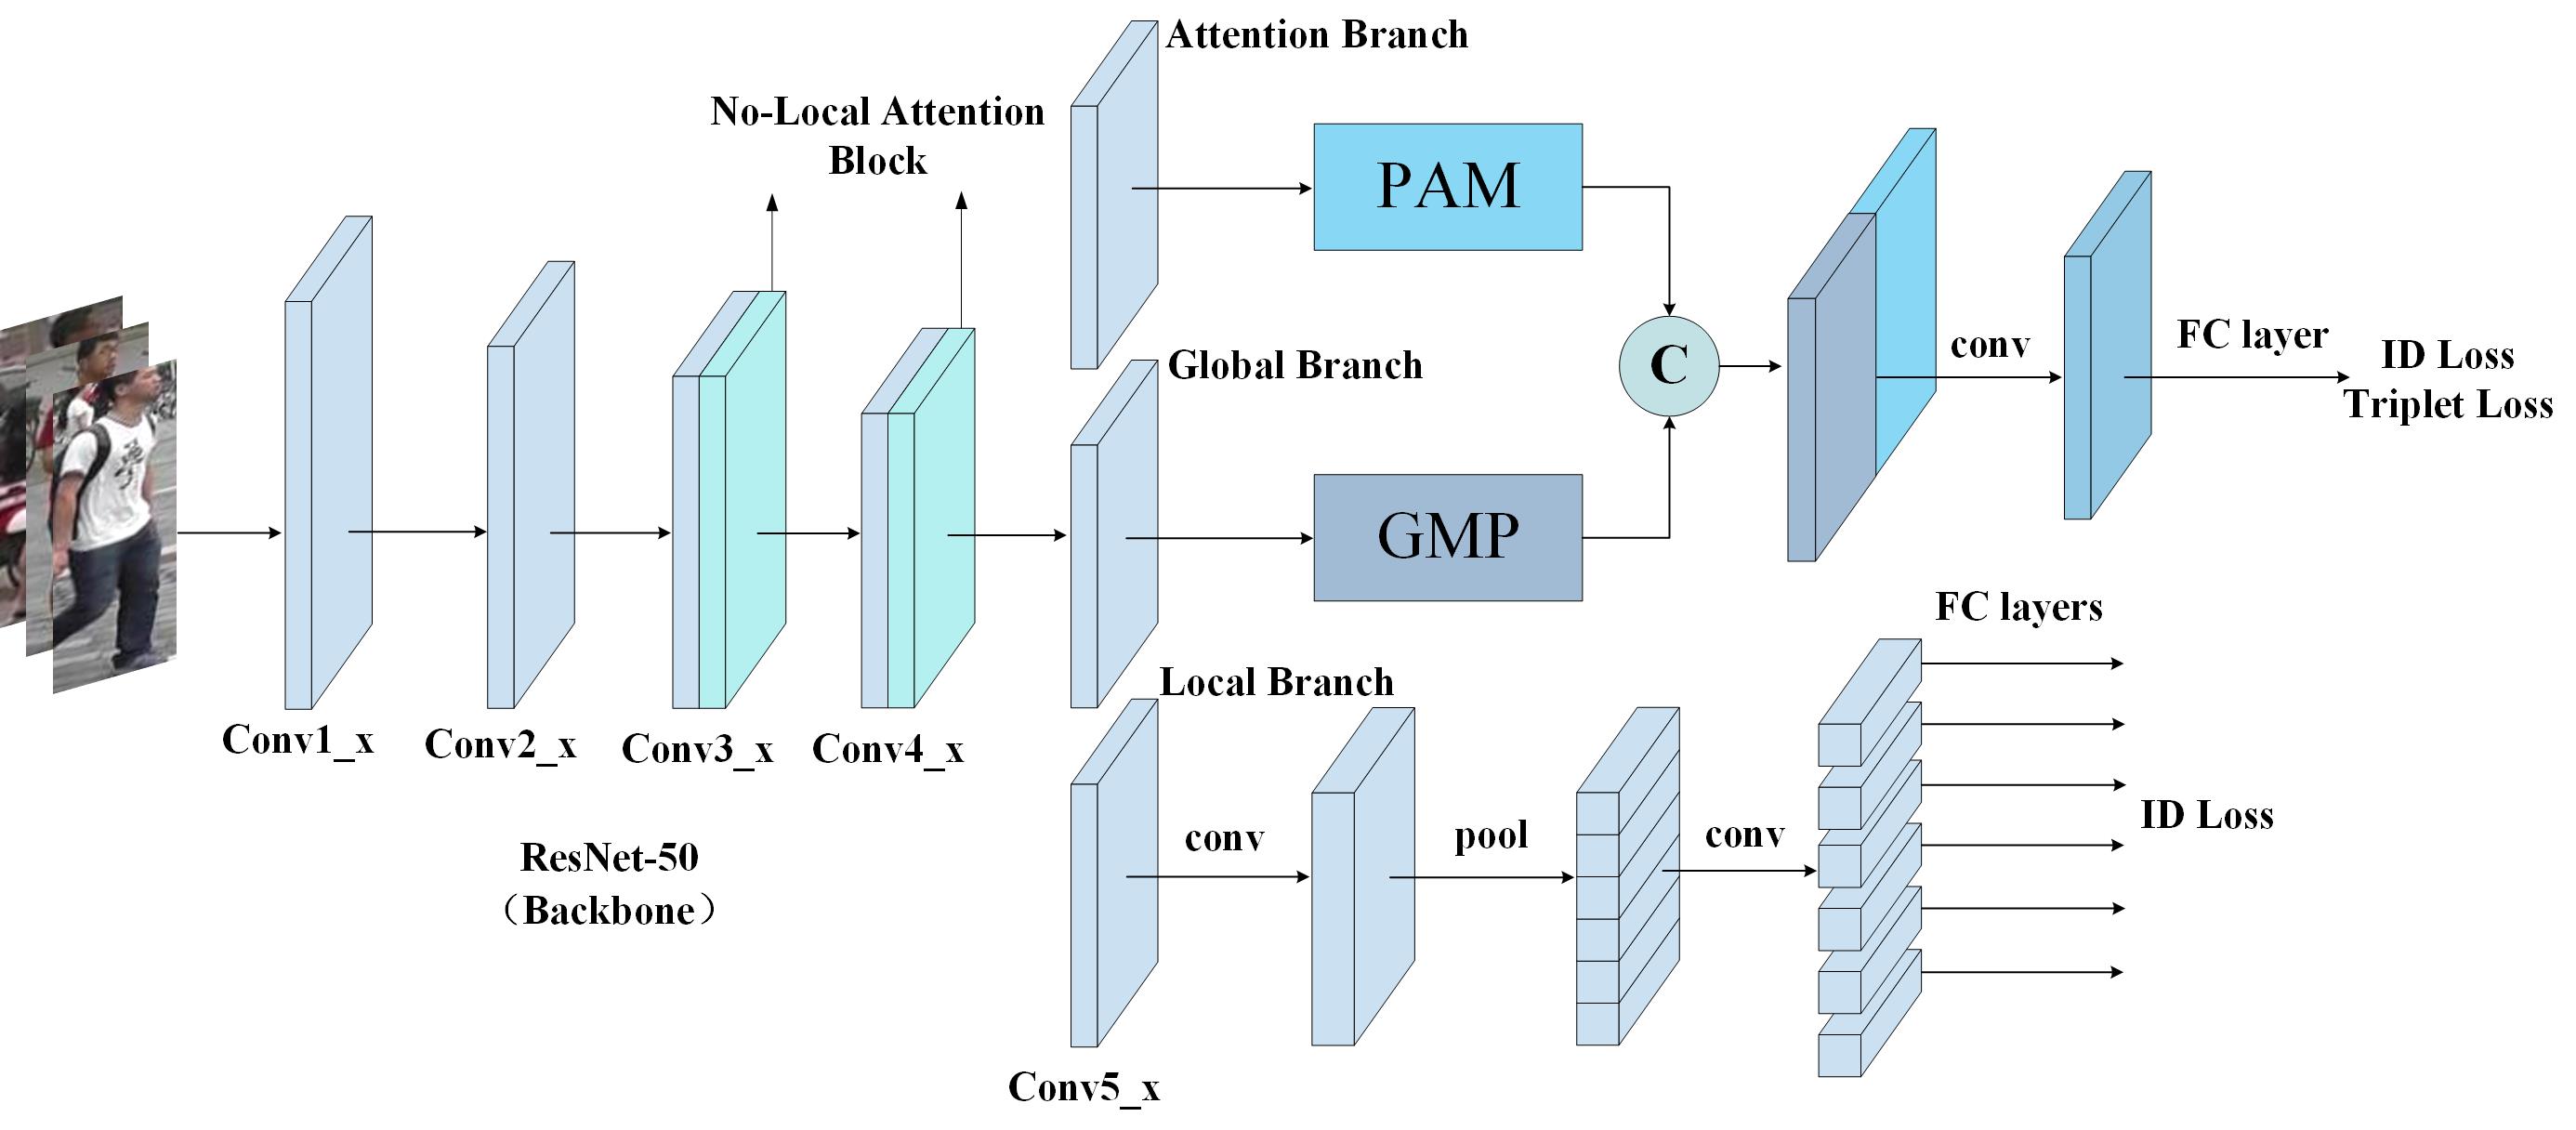 Attention Branch
No-Local Attention
Block
PAM
Global Branch
C
conv
FC layer
ID Loss
Triplet Loss
GMP
FC layers
Local Branch
Conv1_x
Conv2_x
Conv3_x
Conv4_x
conv
pool
conv
ID Loss
ResNet-50
（Backbone）
Conv5_x